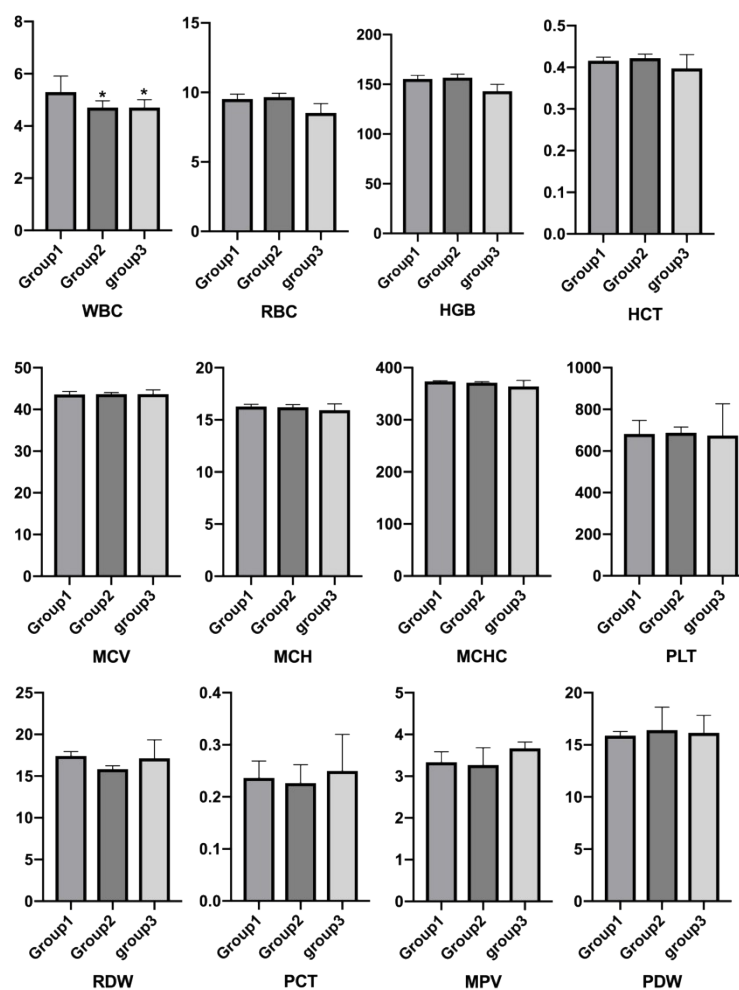 8
6
4
2
0
*
*
Group1
Group2
group3
WBC
15
10
5
0
Group1
Group2
group3
RBC
200
150
100
50
0
Group1
Group2
group3
HGB
0.5
0.4
0.3
0.2
0.1
0.0
Group1
Group2
group3
HCT
50
40
30
20
10
0
Group1
Group2
group3
MCV
20
15
10
5
0
Group1
Group2
group3
MCH
400
300
200
100
0
Group1
Group2
group3
MCHC
1000
800
600
400
200
0
Group1
Group2
group3
PLT
25
20
15
10
5
0
Group1
Group2
group3
RDW
0.4
0.3
0.2
0.1
0.0
Group1
Group2
group3
PCT
5
4
3
2
1
0
Group1
Group2
group3
MPV
20
15
10
5
0
Group1
Group2
group3
PDW